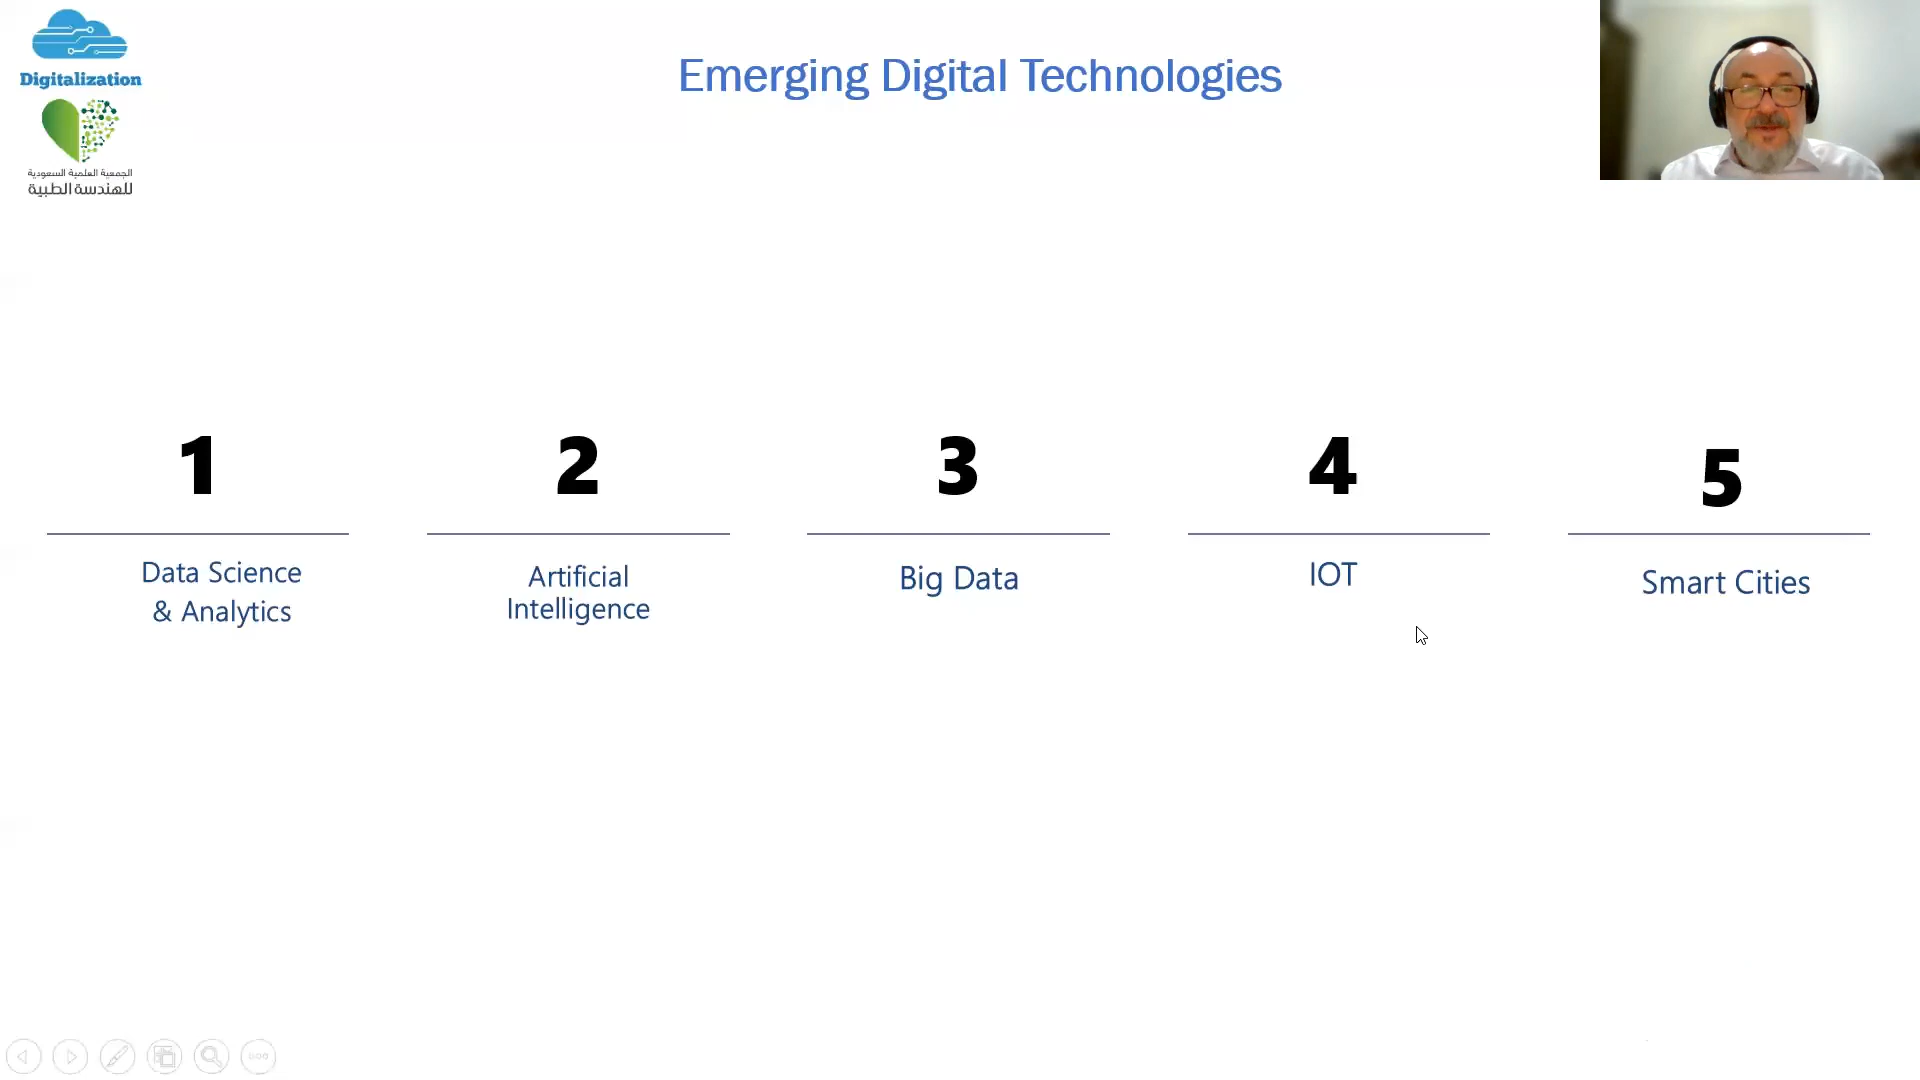 Digitalization
الجمعية العلمية السعودية
للهندسة الطبية
Emerging Digital Technologies
1
Data Science
& Analytics
2
Artificial
Intelligence
3
Big Data
4
IOT
5
Smart Cities